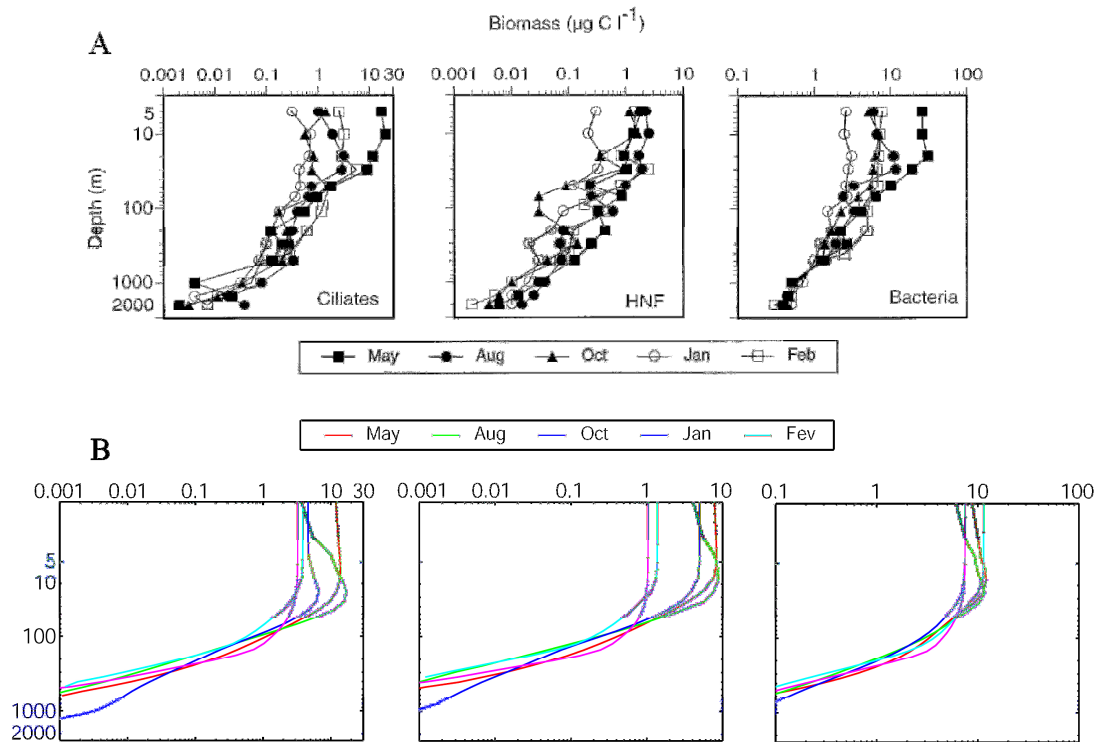 Biomass (µg C l⁻¹)
A
0.001 0.01 0.1 1 10 30
0.001 0.01 0.1 1 10
0.1 1 10 100
Depth (m)
5
10
100
1000
2000
Ciliates
HNF
Bacteria
May Aug Oct Jan Feb
May Aug Oct Jan Fev
B
0.001 0.01 0.1 1 10 30
0.001 0.01 0.1 1 10
0.1 1 10 100
5
10
100
1000
2000